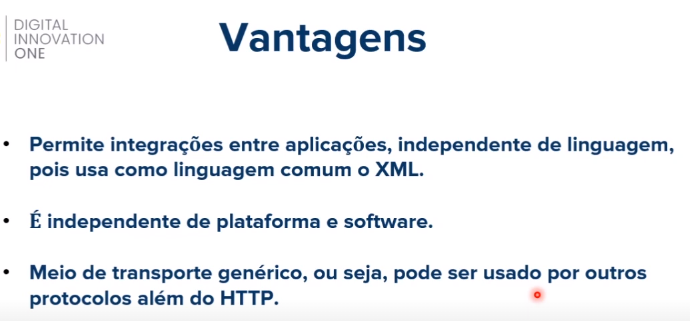 DIGITAL
INNOVATION
ONE
Vantagens
• Permite integrações entre aplicações, independente de linguagem,
pois usa como linguagem comum o XML.
• É independente de plataforma e software.
• Meio de transporte genérico, ou seja, pode ser usado por outros
protocolos além do HTTP.